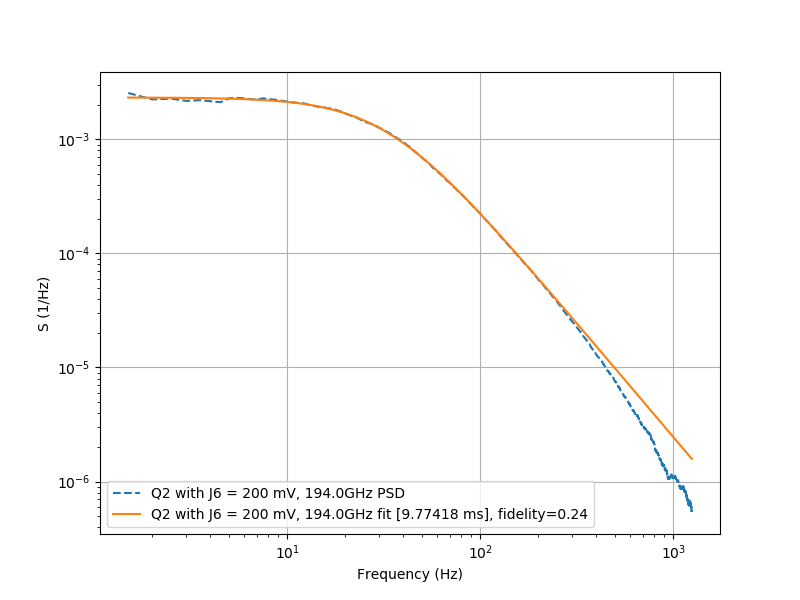 10⁻³
10⁻⁴
10⁻⁵
10⁻⁶
S (1/Hz)
Q2 with J6 = 200 mV, 194.0GHz PSD
Q2 with J6 = 200 mV, 194.0GHz fit [9.77418 ms], fidelity=0.24
10¹ 10² 10³
Frequency (Hz)